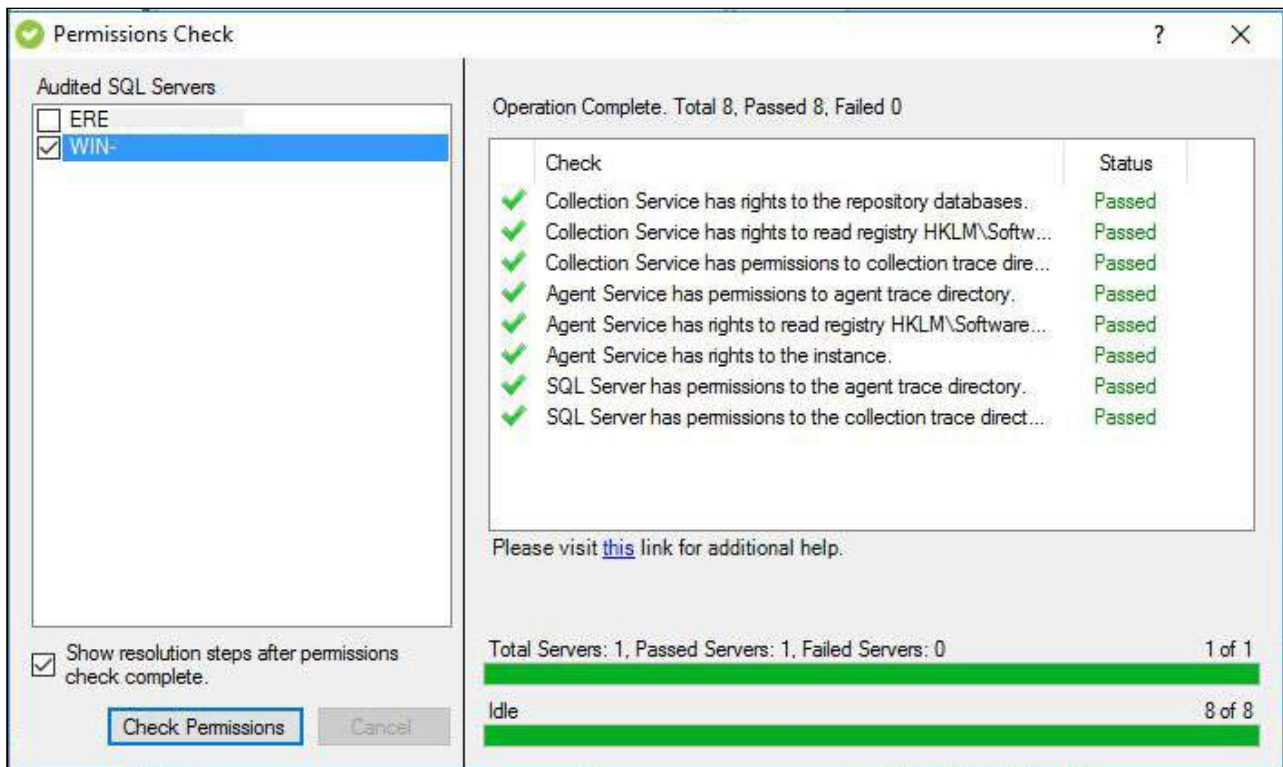 Permissions Check
?
Audited SQL Servers
ERE
WIN-
Show resolution steps after permissions
check complete.
Check Permissions
Cancel
Operation Complete. Total 8, Passed 8, Failed 0
Check Status
Collection Service has rights to the repository databases. Passed
Collection Service has rights to read registry HKLM\Softw... Passed
Collection Service has permissions to collection trace dire... Passed
Agent Service has permissions to agent trace directory. Passed
Agent Service has rights to read registry HKLM\Software... Passed
Agent Service has rights to the instance. Passed
SQL Server has permissions to the agent trace directory. Passed
SQL Server has permissions to the collection trace direct... Passed
Please visit this link for additional help.
Total Servers: 1, Passed Servers: 1, Failed Servers: 0 1 of 1
Idle 8 of 8